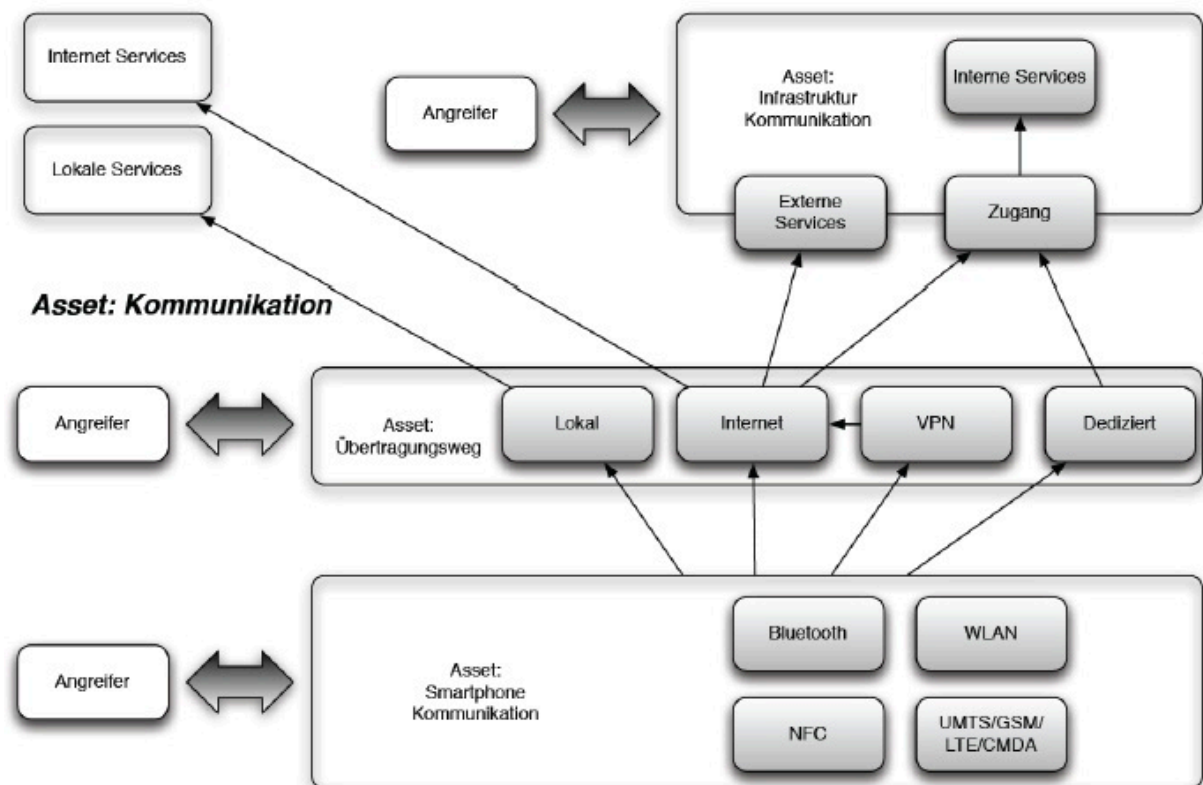 Internet Services
Lokale Services
Angreifer
Asset:
Infrastruktur
Kommunikation
Interne Services
Externe
Services
Zugang
Asset: Kommunikation
Angreifer
Asset:
Übertragungsweg
Lokal
Internet
VPN
Dediziert
Angreifer
Asset:
Smartphone
Kommunikation
Bluetooth
WLAN
NFC
UMTS/GSM/
LTE/CMDA